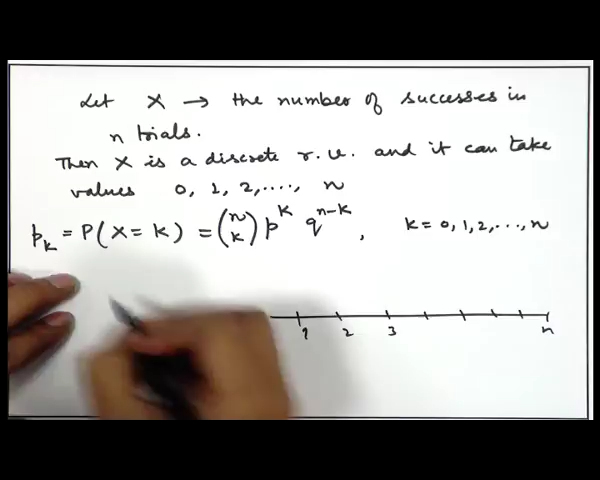 Let X → the number of successes in
n trials.
Then X is a discrete r.v. and it can take
values 0, 1, 2, ...., n
p_k = P(X = k) = (n k) p^k q^{n-k}, k = 0, 1, 2, ..., n
1 2 3 n